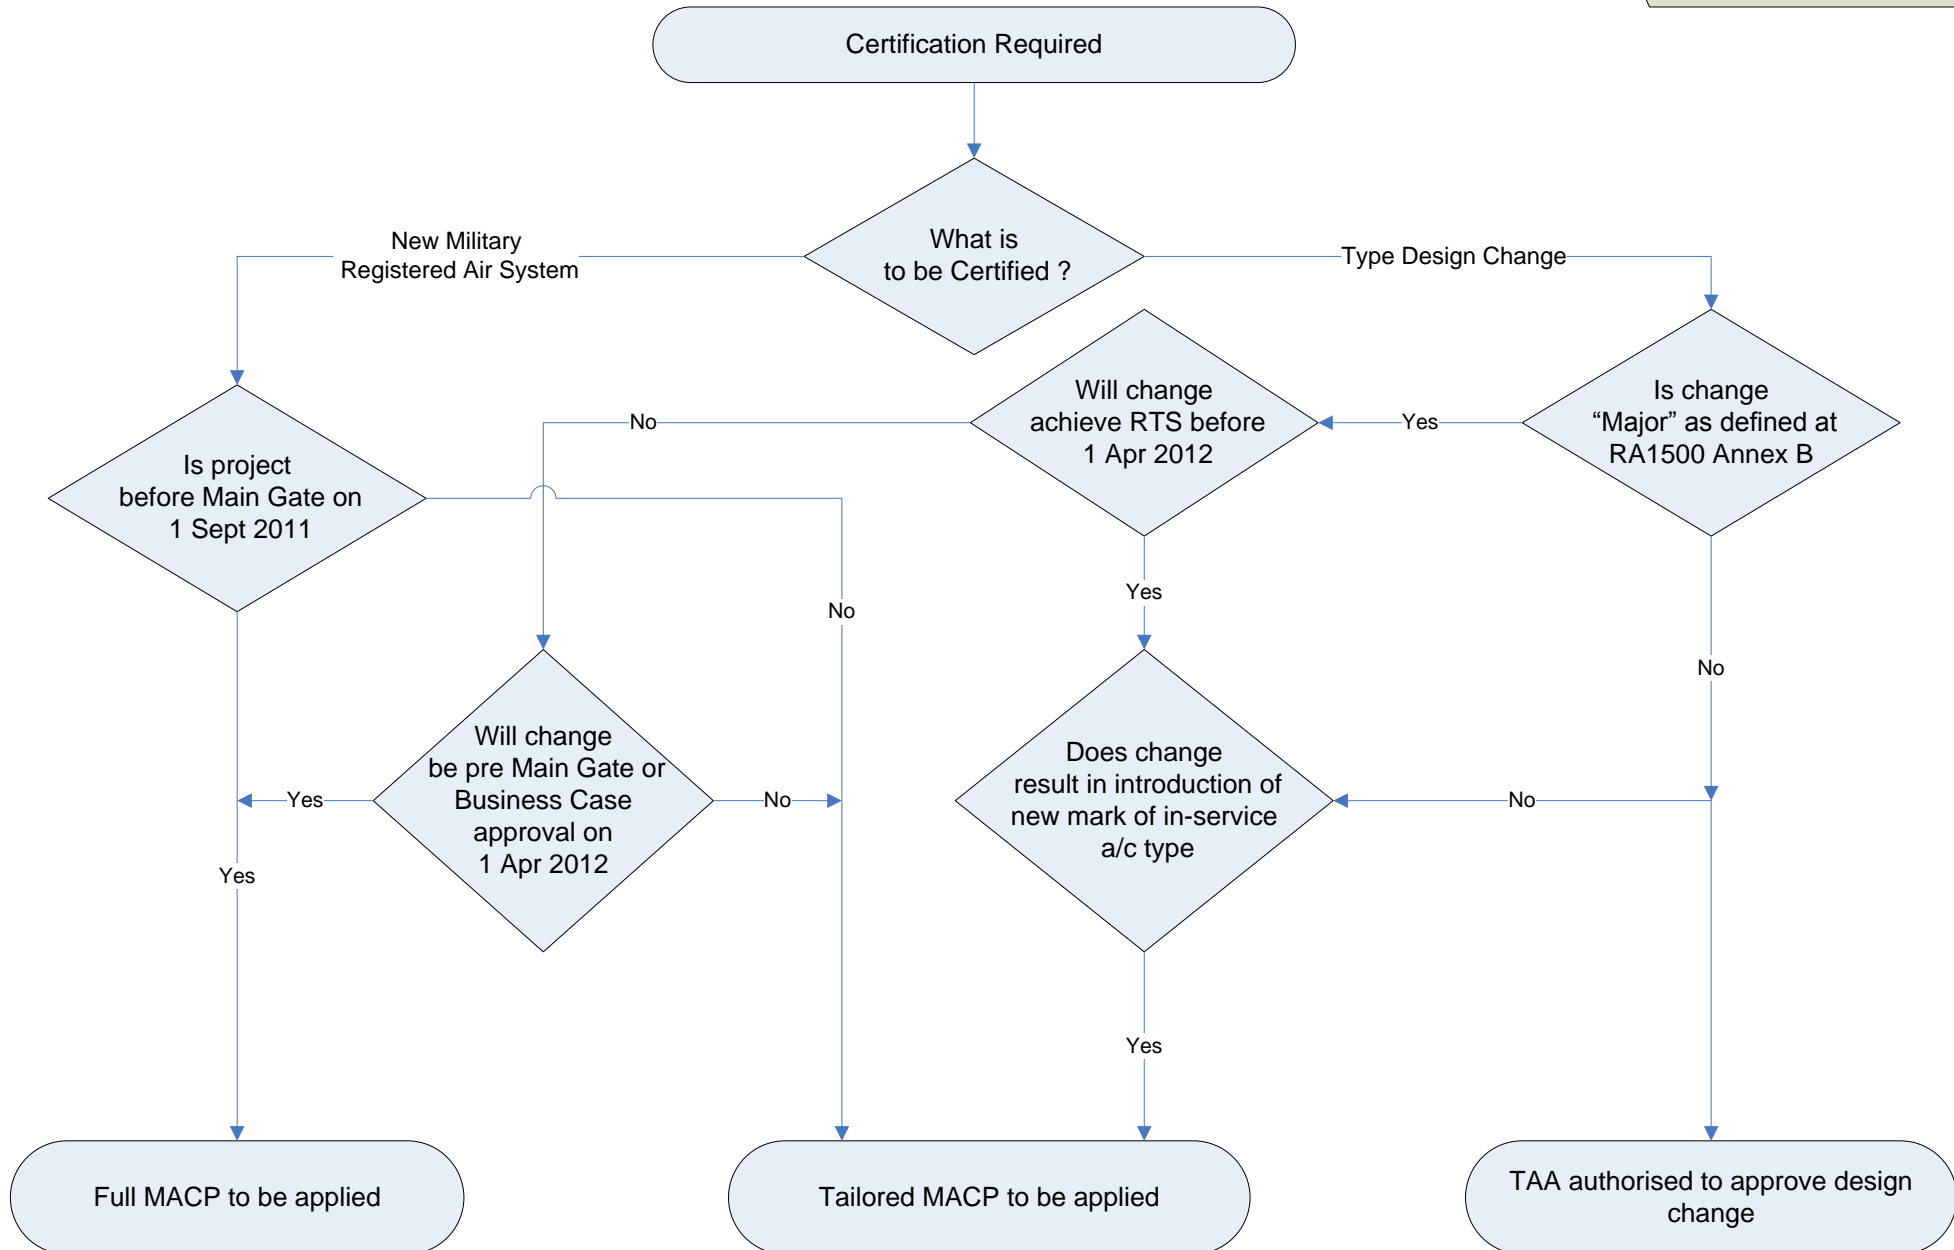 Certification Required
What is
to be Certified ?
New Military
Registered Air System
Type Design Change
Will change
achieve RTS before
1 Apr 2012
Is change
“Major” as defined at
RA1500 Annex B
Is project
before Main Gate on
1 Sept 2011
No
Yes
Yes
No
No
Will change
be pre Main Gate or
Business Case
approval on
1 Apr 2012
Does change
result in introduction of
new mark of in-service
a/c type
Yes
No
No
Yes
Yes
Full MACP to be applied
Tailored MACP to be applied
TAA authorised to approve design
change